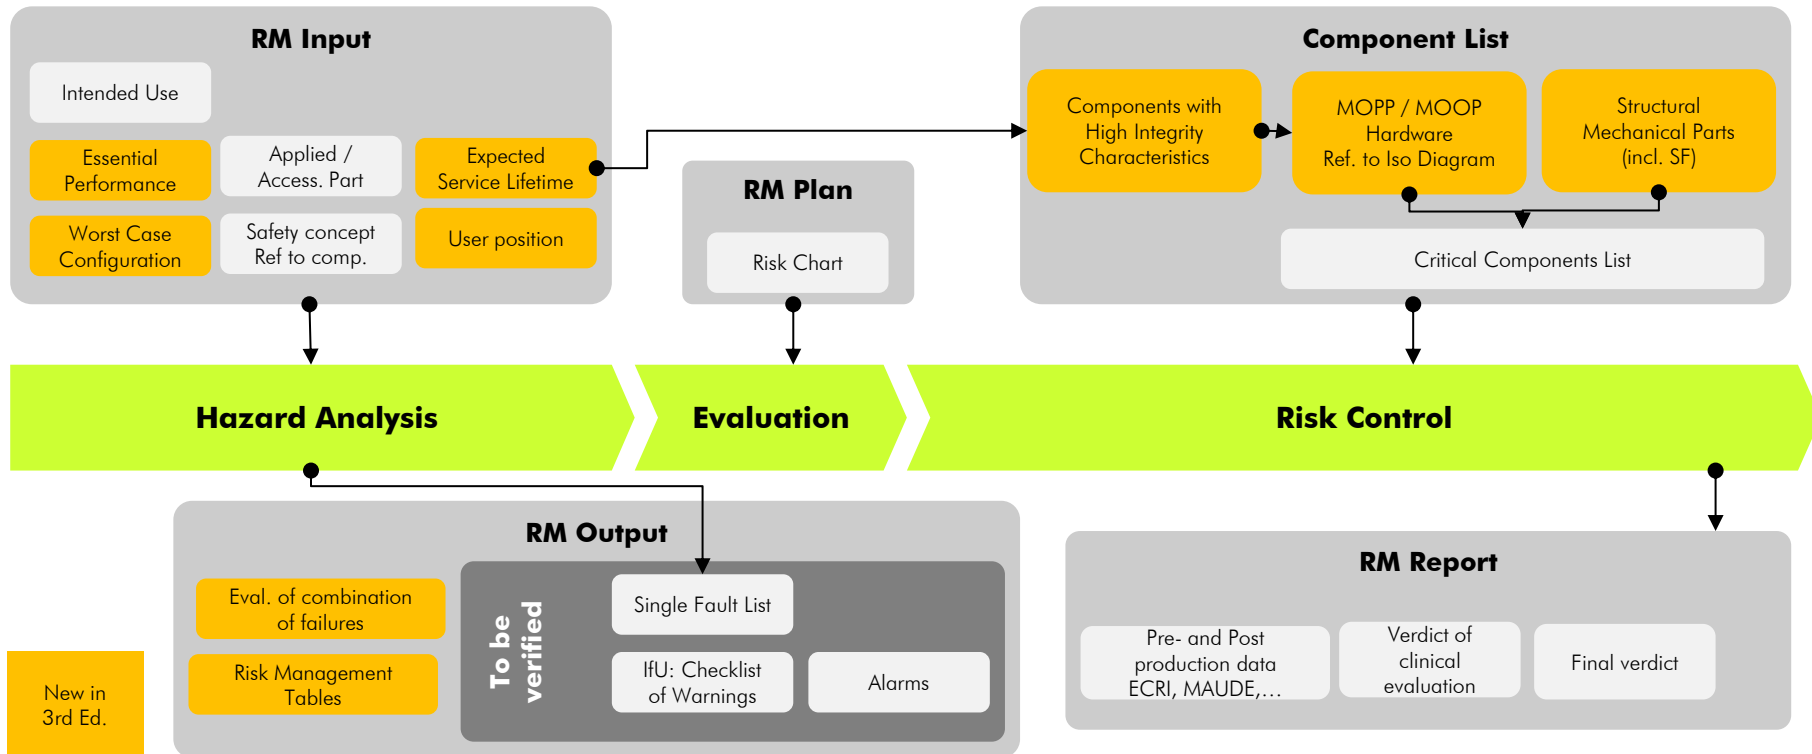 RM Input
Intended Use
Essential
Performance
Applied /
Access. Part
Expected
Service Lifetime
Worst Case
Configuration
Safety concept
Ref to comp.
User position
RM Plan
Risk Chart
Component List
Components with
High Integrity
Characteristics
MOPP / MOOP
Hardware
Ref. to Iso Diagram
Structural
Mechanical Parts
(incl. SF)
Critical Components List
Hazard Analysis
Evaluation
Risk Control
RM Output
Eval. of combination
of failures
Risk Management
Tables
To be
verified
Single Fault List
IfU: Checklist
of Warnings
Alarms
RM Report
Pre- and Post
production data
ECRI, MAUDE,...
Verdict of
clinical
evaluation
Final verdict
New in
3rd Ed.